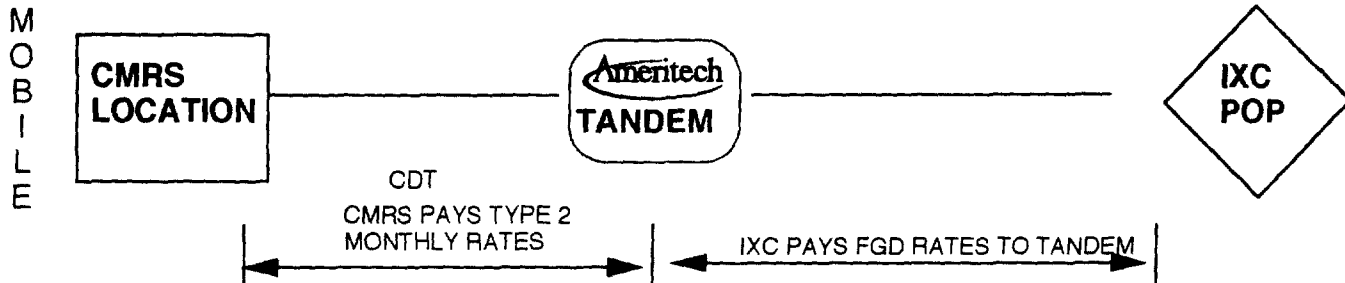 MOBILE
CMRS
LOCATION
Ameritech
TANDEM
IXC
POP
CDT
CMRS PAYS TYPE 2
MONTHLY RATES
IXC PAYS FGD RATES TO TANDEM